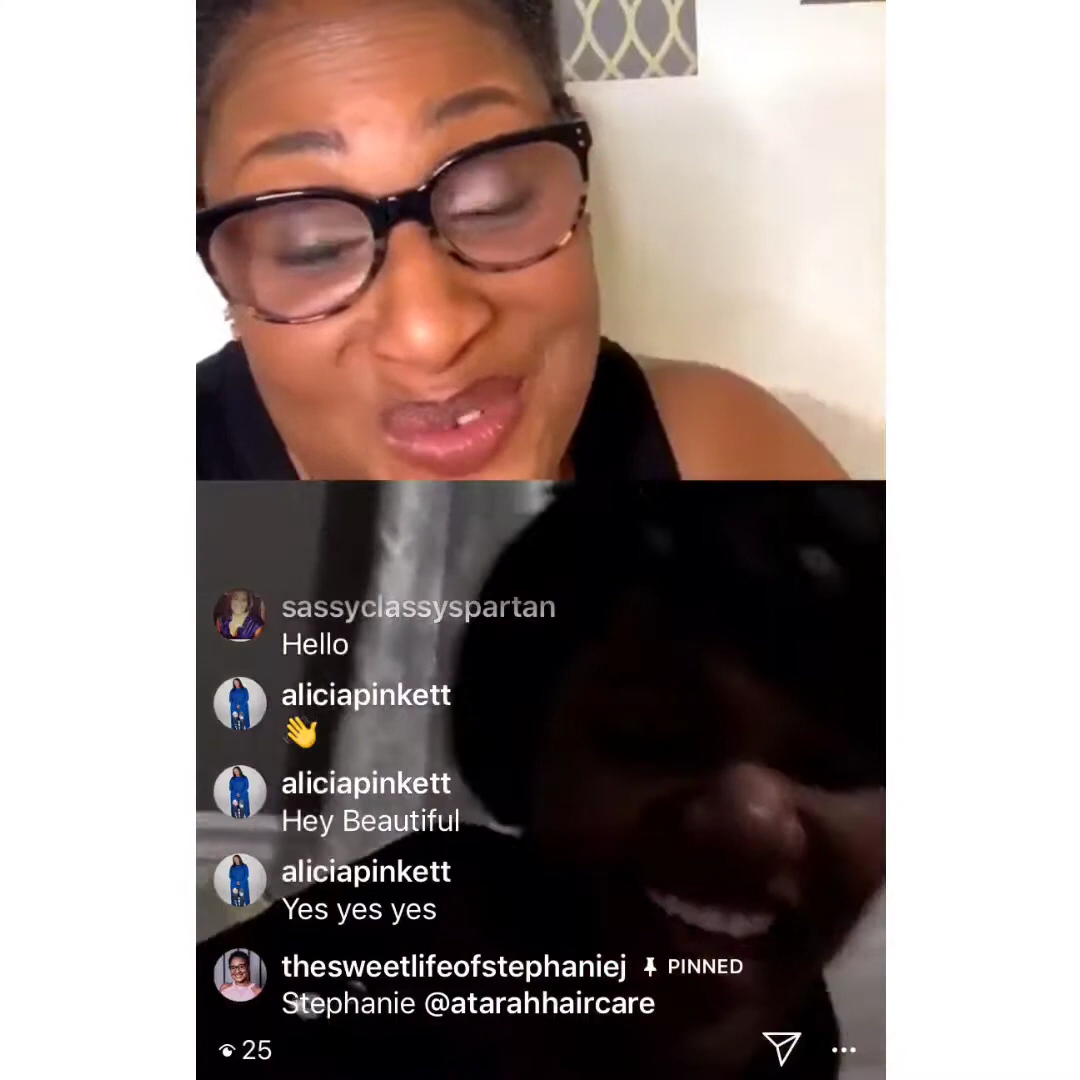 sassyclassyspartan
Hello
aliciapinkett
👋
aliciapinkett
Hey Beautiful
aliciapinkett
Yes yes yes
thesweetlifeofstephaniej PINNED
Stephanie @atarahhaircare
25